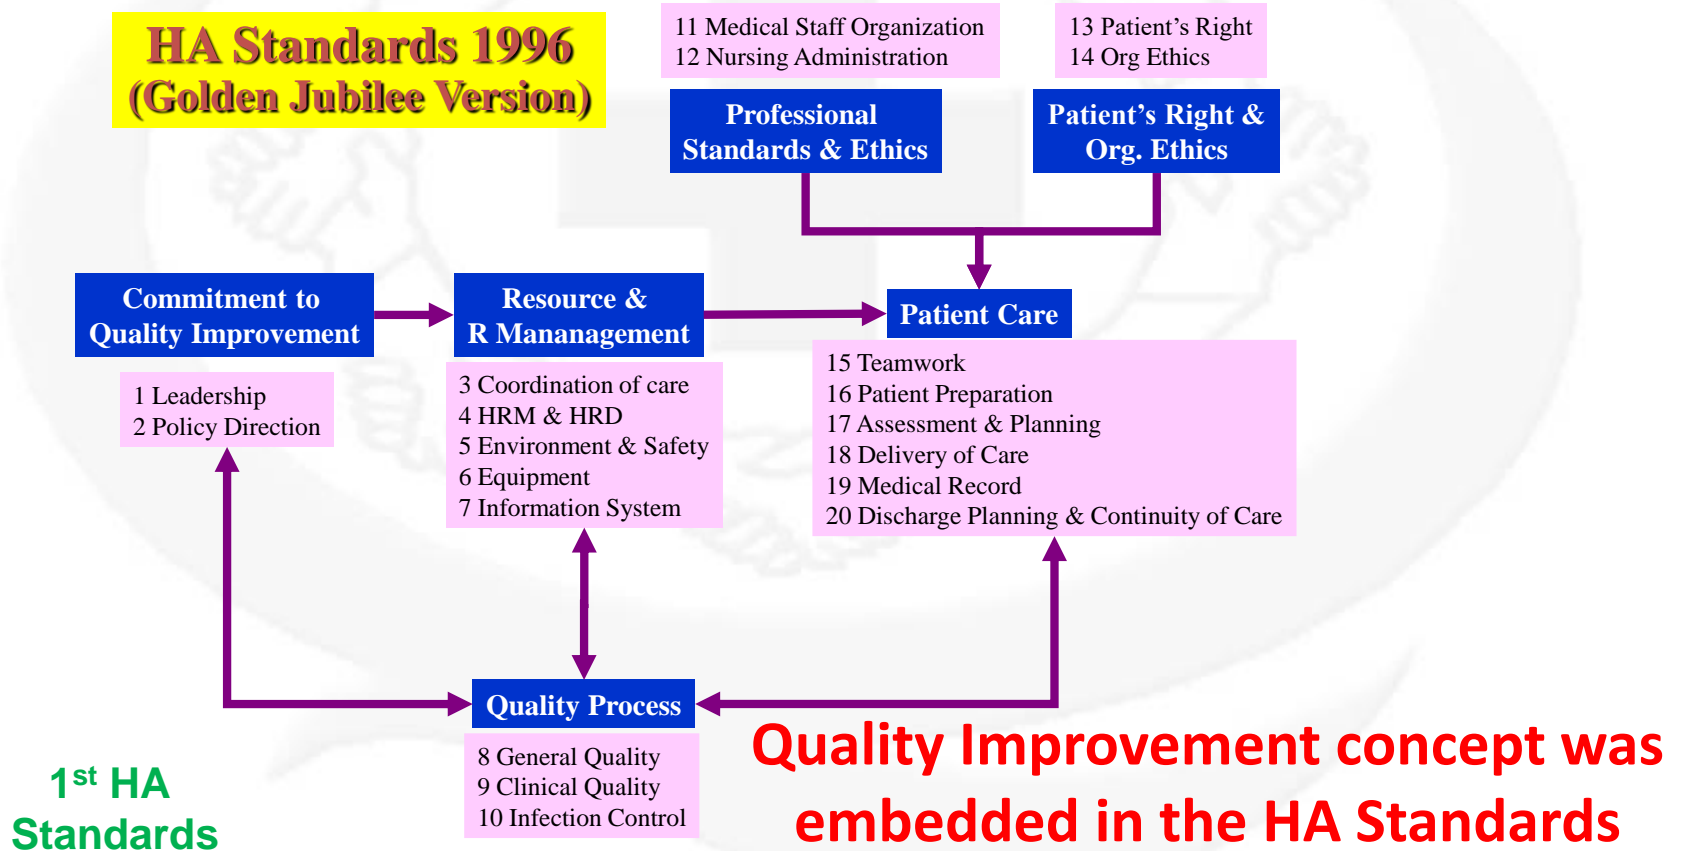 HA Standards 1996
(Golden Jubilee Version)
11 Medical Staff Organization
12 Nursing Administration
13 Patient’s Right
14 Org Ethics
Professional
Standards & Ethics
Patient’s Right &
Org. Ethics
Commitment to
Quality Improvement
Resource &
R Mananagement
Patient Care
1 Leadership
2 Policy Direction
3 Coordination of care
4 HRM & HRD
5 Environment & Safety
6 Equipment
7 Information System
15 Teamwork
16 Patient Preparation
17 Assessment & Planning
18 Delivery of Care
19 Medical Record
20 Discharge Planning & Continuity of Care
Quality Process
8 General Quality
9 Clinical Quality
10 Infection Control
1st HA
Standards
Quality Improvement concept was
embedded in the HA Standards